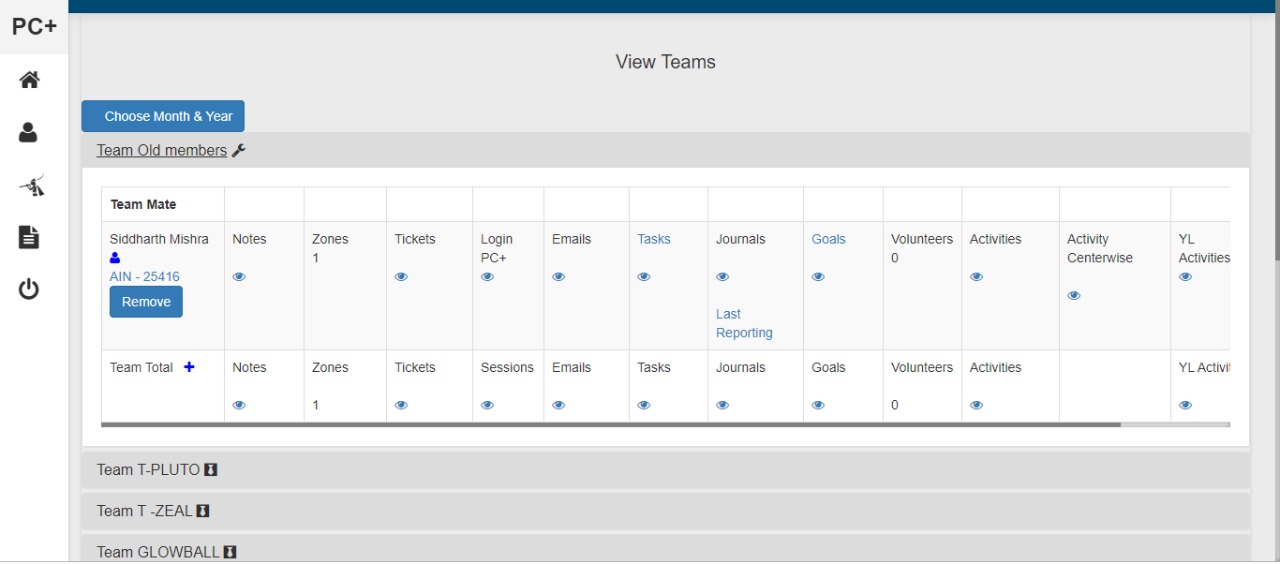 PC+
View Teams
Choose Month & Year
Team Old members
Team Mate
Siddharth Mishra
AIN - 25416
Remove
Notes
Zones
1
Tickets
Login
PC+
Emails
Tasks
Journals
Last
Reporting
Goals
Volunteers
0
Activities
Activity
Centerwise
YL
Activities
Team Total
Notes
Zones
1
Tickets
Sessions
Emails
Tasks
Journals
Goals
Volunteers
0
Activities
YL Activit
Team T-PLUTO
Team T -ZEAL
Team GLOWBALL